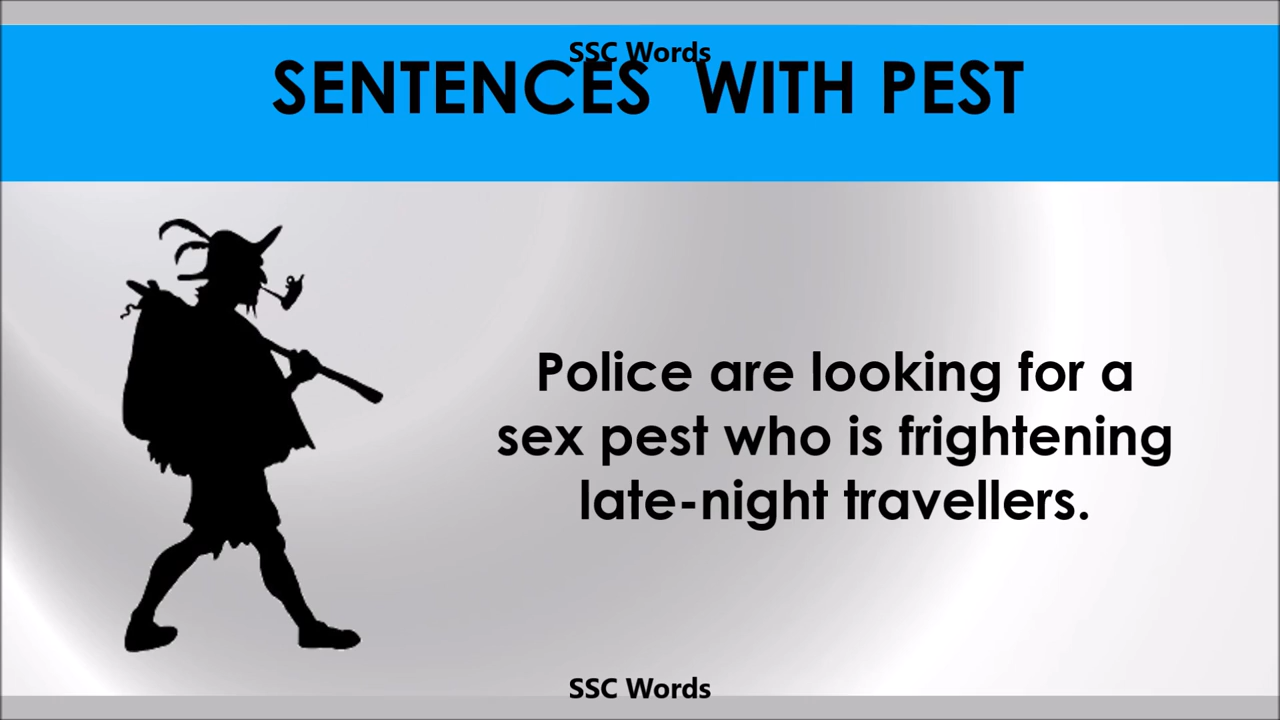 SSC Words
SENTENCES WITH PEST
Police are looking for a
sex pest who is frightening
late-night travellers.
SSC Words